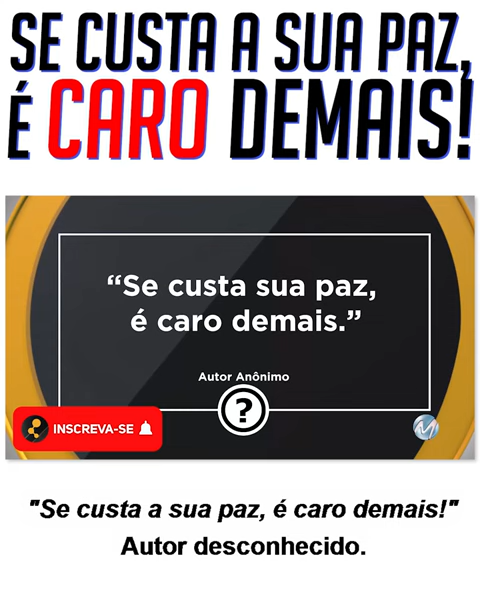 SE CUSTA A SUA PAZ,
É CARO DEMAIS!
“Se custa sua paz,
é caro demais.”
Autor Anônimo
?
INSCREVA-SE
"Se custa a sua paz, é caro demais!"
Autor desconhecido.